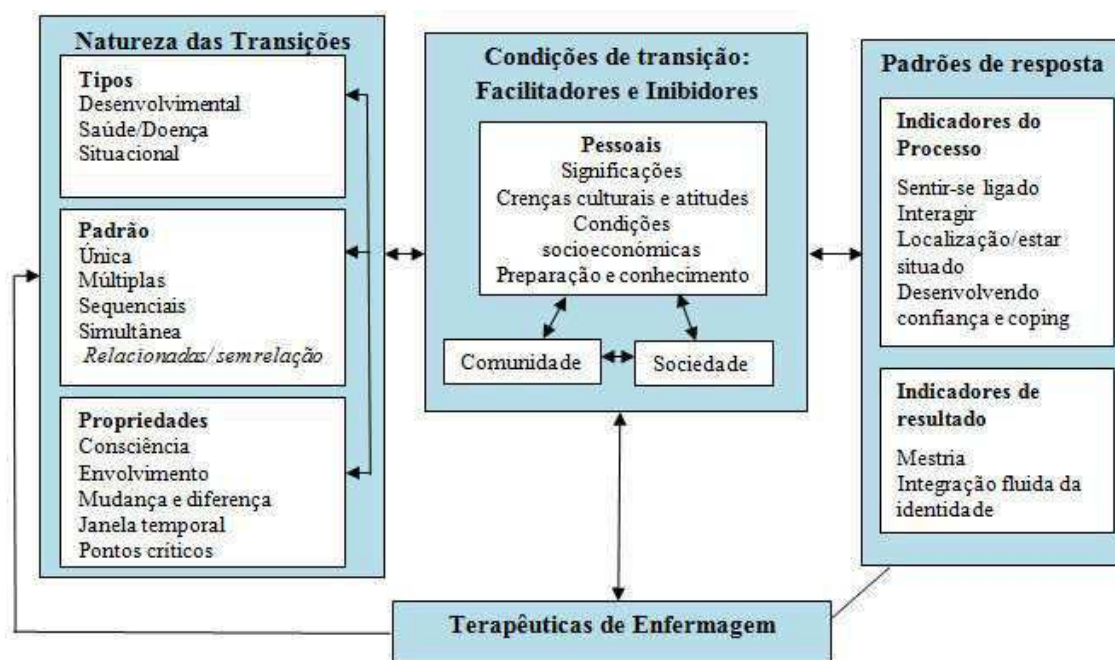 Natureza das Transições
Tipos
Desenvolvimental
Saúde/Doença
Situacional
Padrão
Única
Múltiplas
Sequenciais
Simultânea
Relacionadas/ sem relação
Propriedades
Consciência
Envolvimento
Mudança e diferença
Janela temporal
Pontos críticos
Condições de transição:
Facilitadores e Inibidores
Pessoais
Significações
Crenças culturais e atitudes
Condições
socioeconómicas
Preparação e conhecimento
Comunidade
Sociedade
Padrões de resposta
Indicadores do
Processo
Sentir-se ligado
Interagir
Localização/estar
situado
Desenvolvendo
confiança e coping
Indicadores de
resultado
Mestria
Integração fluida da
identidade
Terapêuticas de Enfermagem